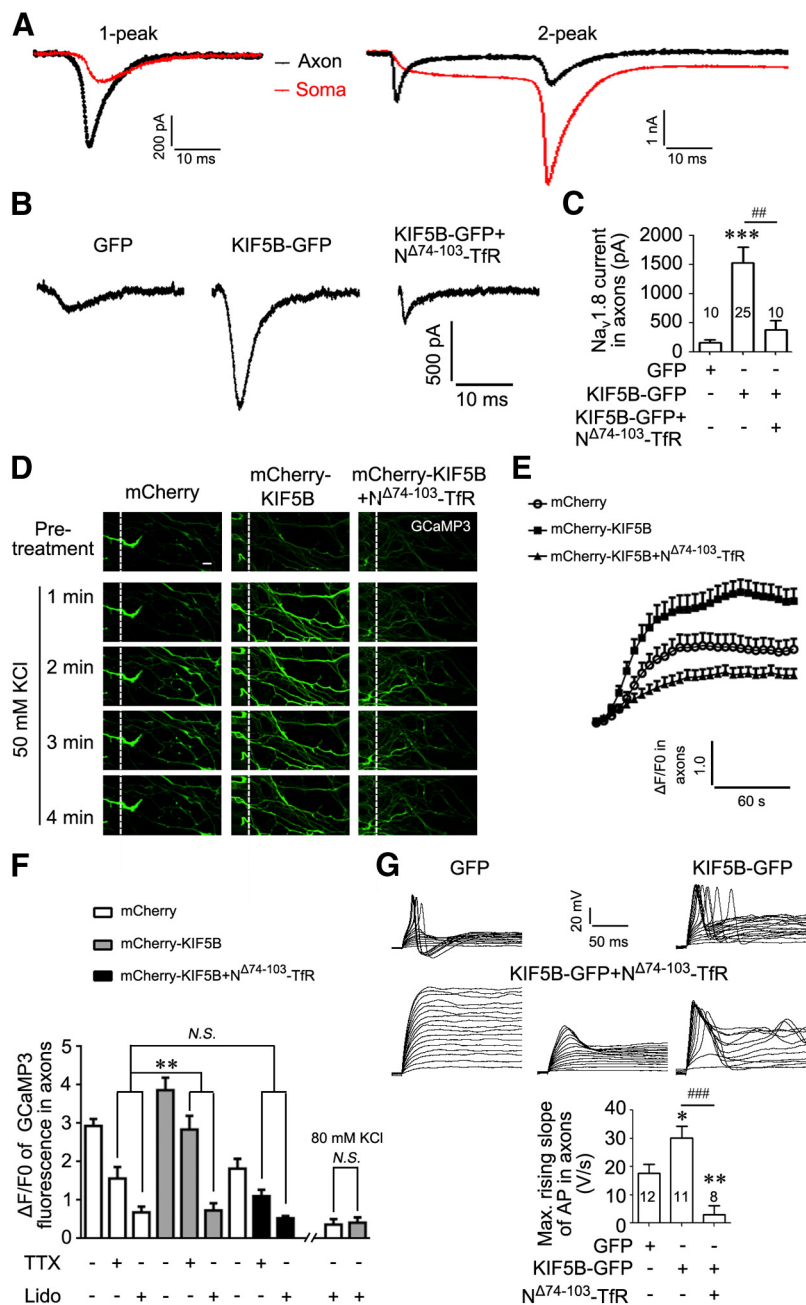 A
1-peak
2-peak
Axon
Soma
200 pA
10 ms
1 nA
10 ms
B
GFP
KIF5B-GFP
KIF5B-GFP+
N^Δ74-103-TfR
500 pA
10 ms
C
##
***
Nav1.8 current
in axons (pA)
2000
1500
1000
500
0
10
25
10
GFP + - -
KIF5B-GFP - + +
KIF5B-GFP+
N^Δ74-103-TfR - - +
D
mCherry
mCherry-
KIF5B
mCherry-KIF5B
+N^Δ74-103-TfR
Pre-
treatment
GCaMP3
50 mM KCl
1 min
2 min
3 min
4 min
E
mCherry
mCherry-KIF5B
mCherry-KIF5B+N^Δ74-103-TfR
ΔF/F0 in
axons
1.0
60 s
F
mCherry
mCherry-KIF5B
mCherry-KIF5B+N^Δ74-103-TfR
N.S.
**
80 mM KCl
N.S.
ΔF/F0 of GCaMP3
fluorescence in axons
5
4
3
2
1
0
TTX - + - - + - - + - - -
Lido - - + - - + - - + + +
G
GFP
KIF5B-GFP
20 mV
50 ms
KIF5B-GFP+N^Δ74-103-TfR
###
*
**
Max. rising slope
of AP in axons
(V/s)
40
30
20
10
0
12
11
8
GFP + - -
KIF5B-GFP - + +
N^Δ74-103-TfR - - +